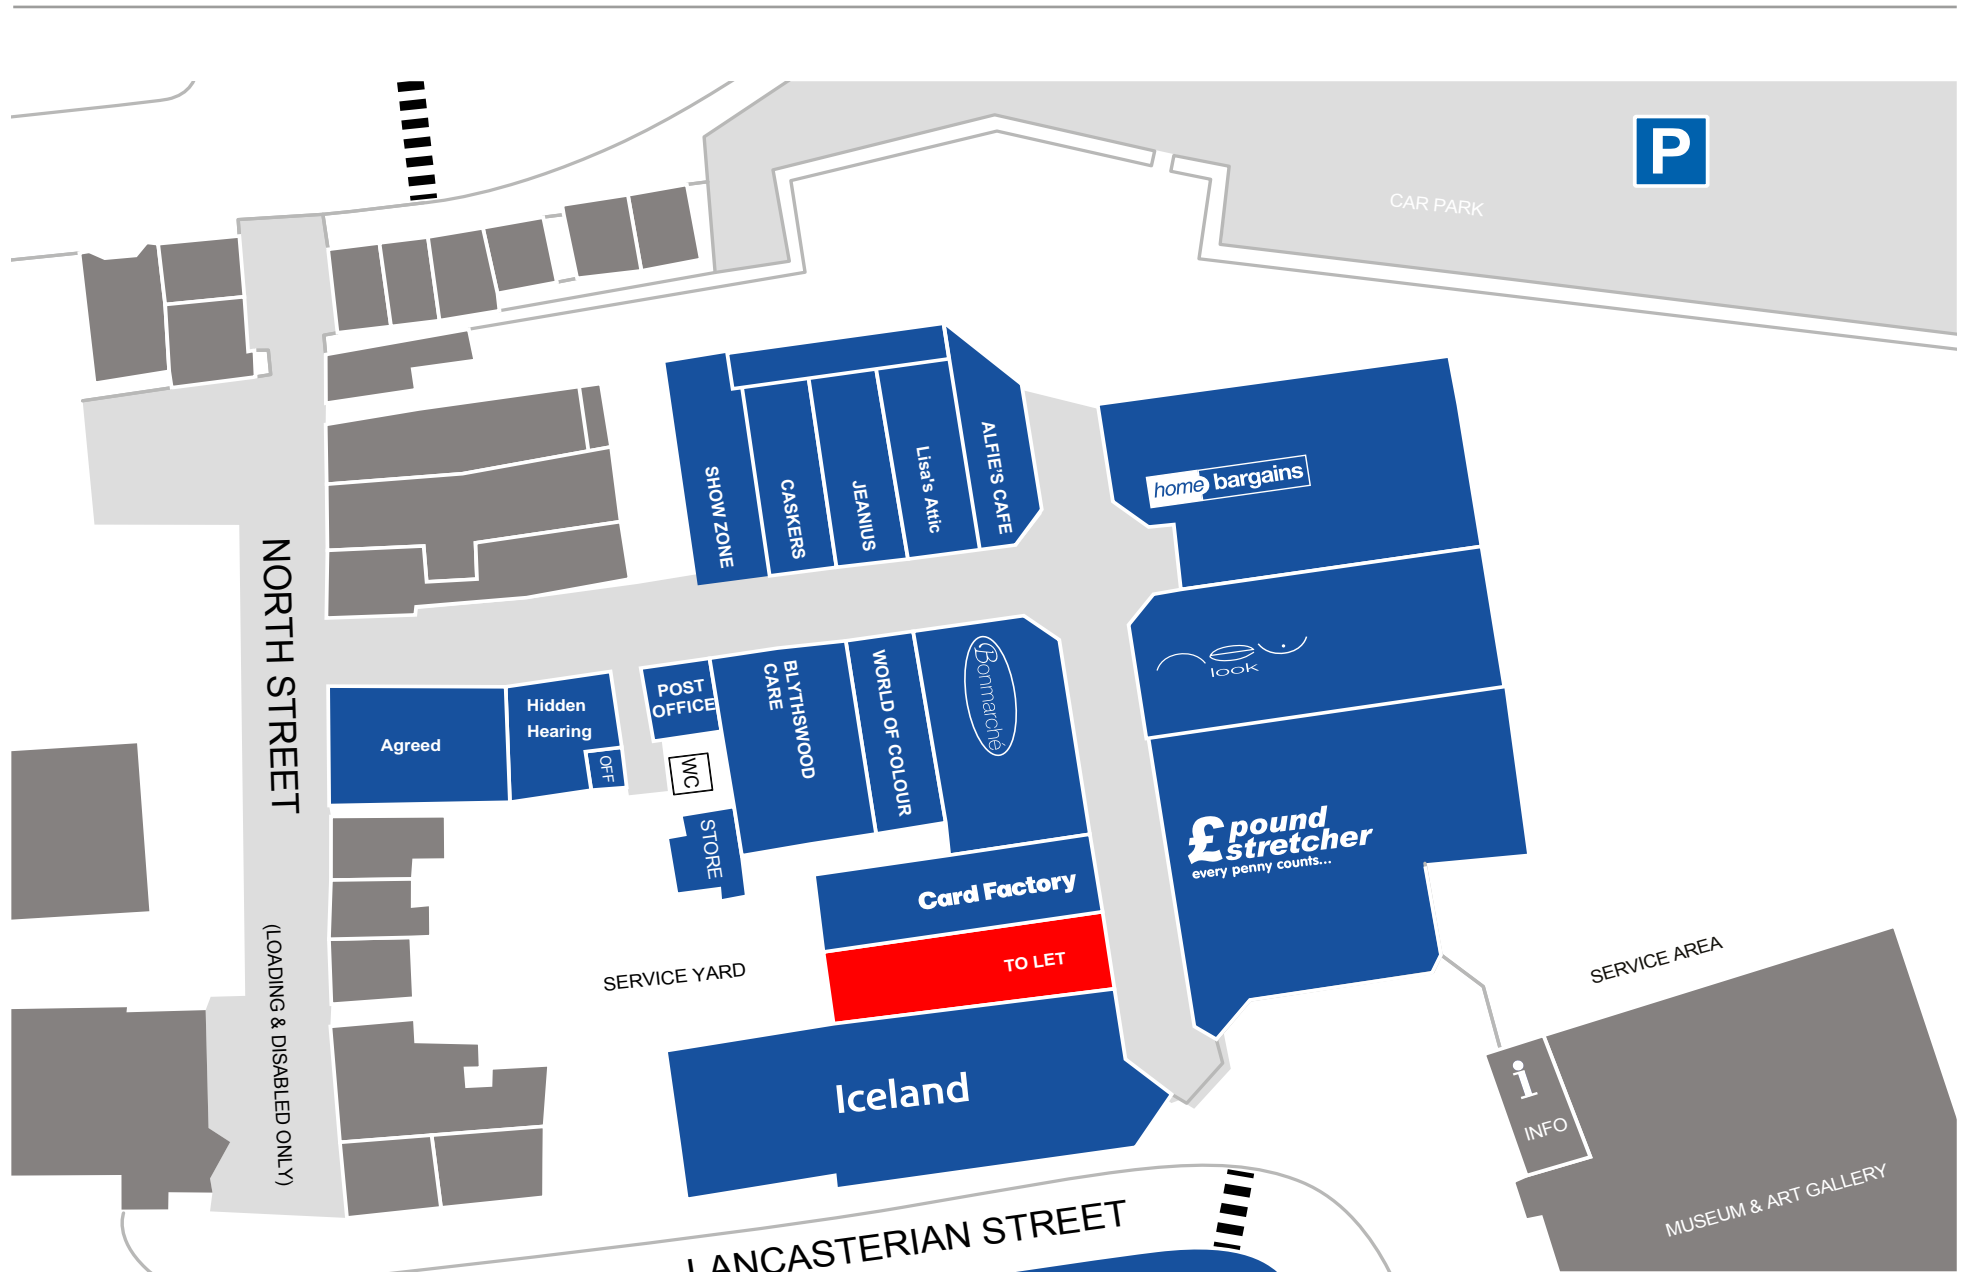 P
CAR PARK
NORTH STREET
(LOADING & DISABLED ONLY)
SHOW ZONE
CASKERS
JEANIUS
Lisa's Attic
ALFIE'S CAFE
home bargains
look
£ pound
stretcher
every penny counts...
Agreed
Hidden
Hearing
OFF
POST
OFFICE
WC
STORE
BLYTHSWOOD
CARE
WORLD OF COLOUR
Bonmarché
Card Factory
TO LET
Iceland
SERVICE YARD
SERVICE AREA
i
INFO
MUSEUM & ART GALLERY
LANCASTERIAN STREET